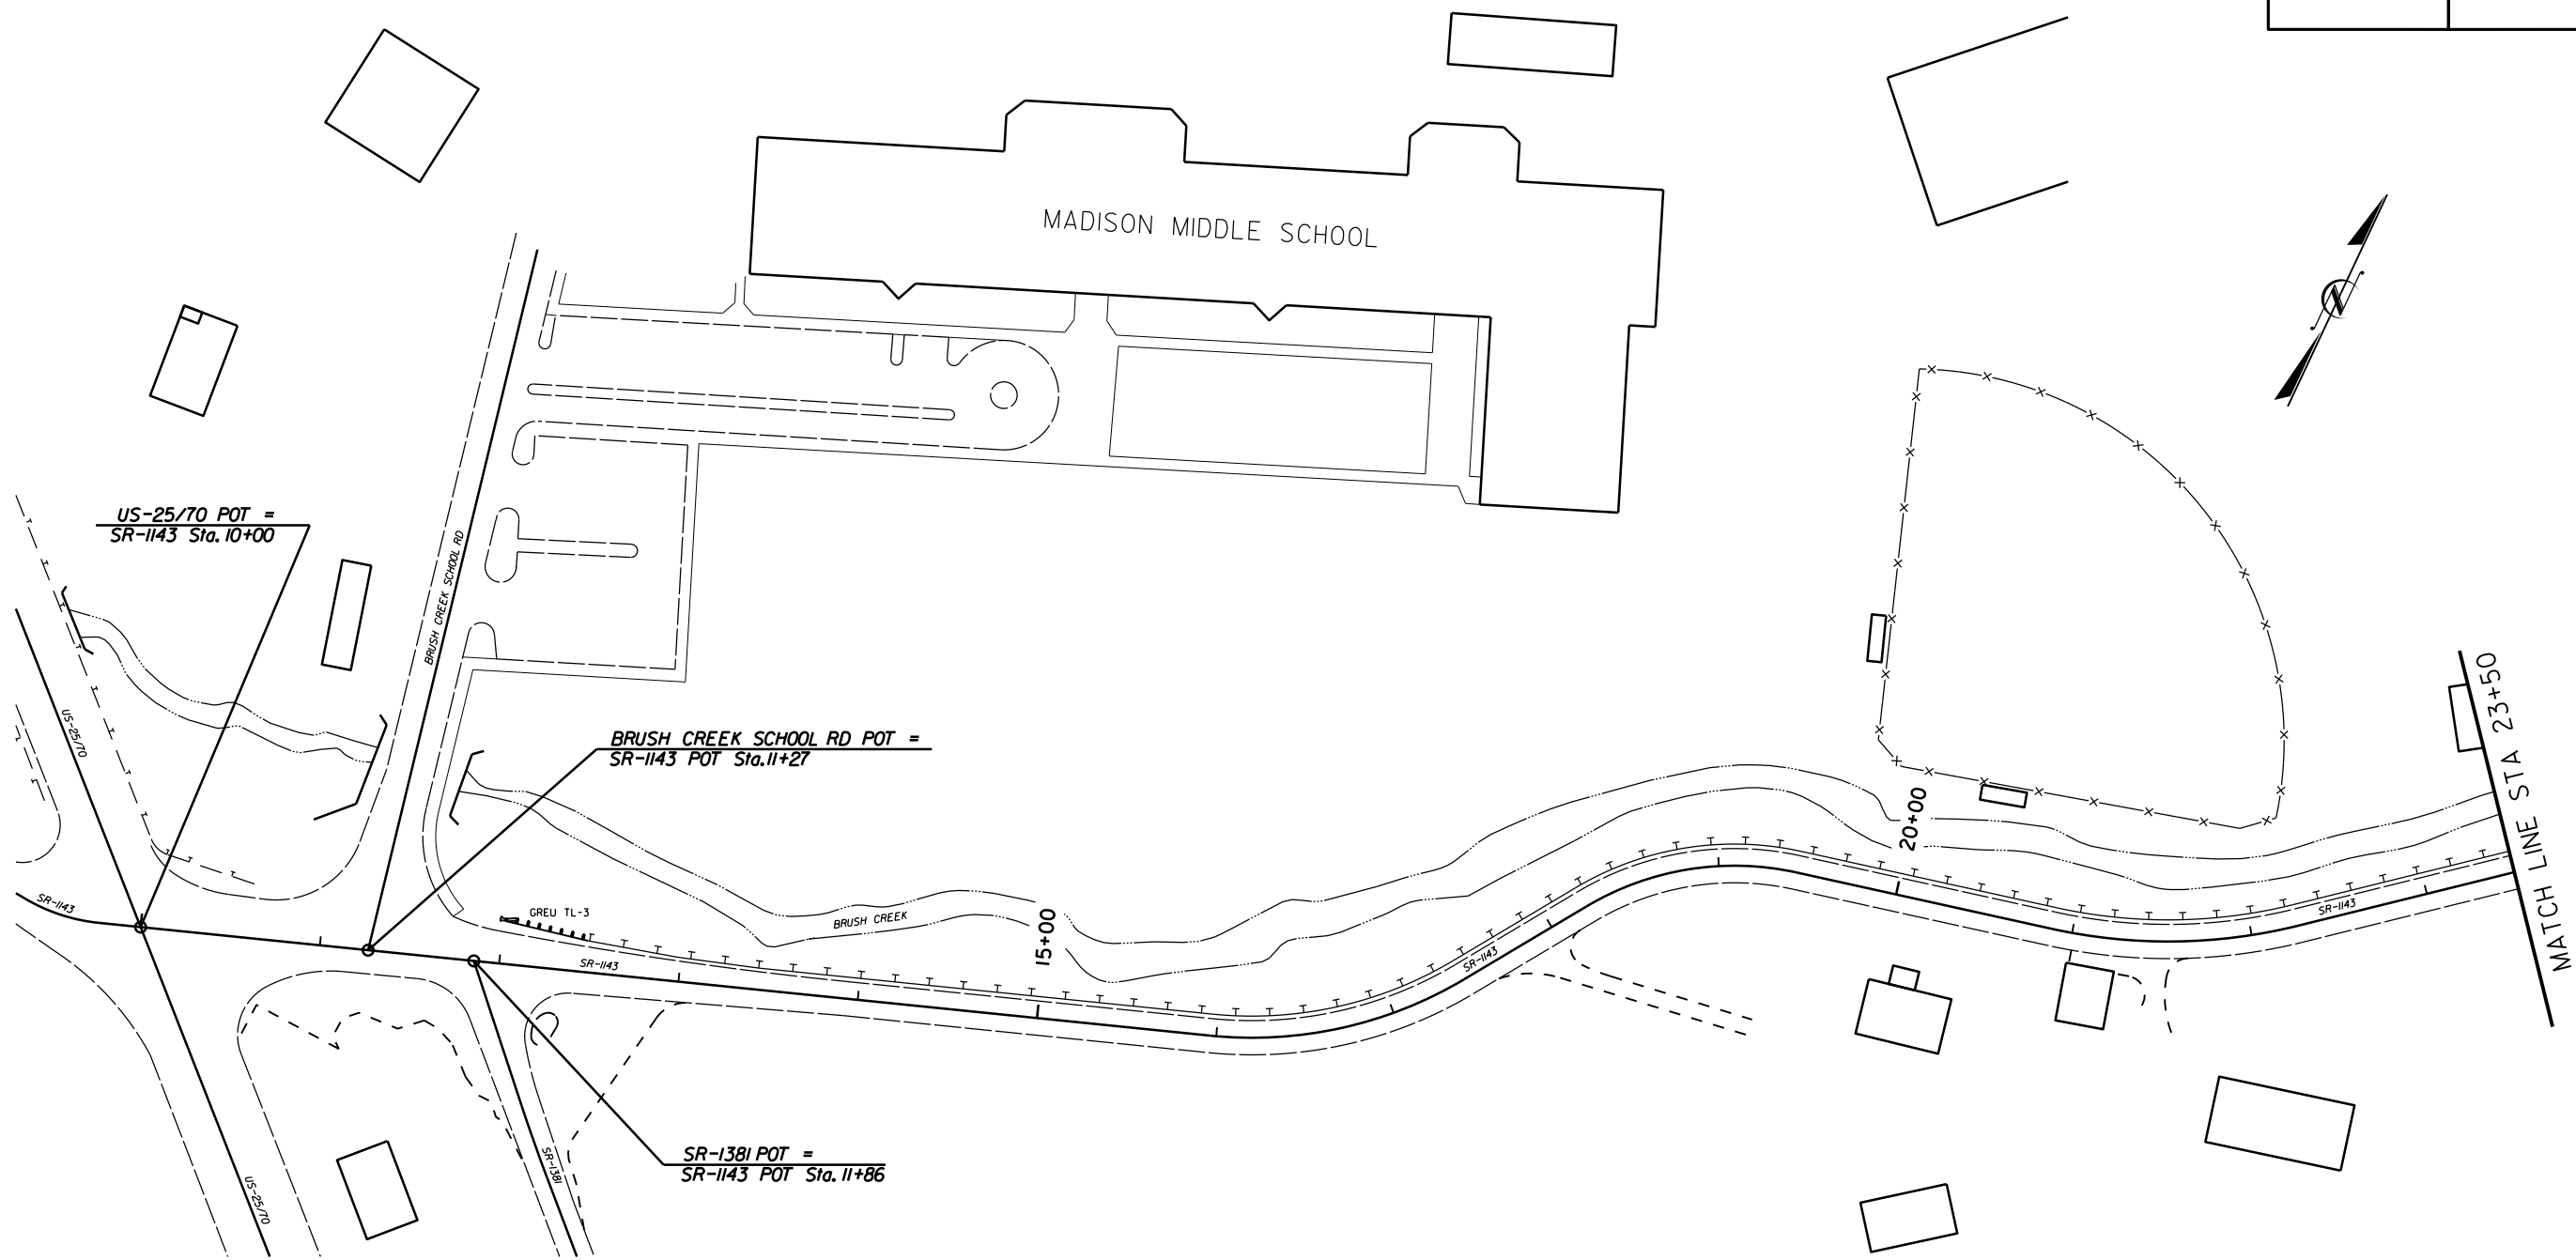 MADISON MIDDLE SCHOOL
N
US-25/70 POT =
SR-1143 Sta. 10+00
BRUSH CREEK SCHOOL RD
US-25/70
BRUSH CREEK SCHOOL RD POT =
SR-1143 POT Sta. 11+27
MATCH LINE STA 23+50
20+00
SR-1143
GREU TL-3
BRUSH CREEK
15+00
SR-1143
SR-1143
SR-1143
SR-1381 POT =
SR-1143 POT Sta. 11+86
SR-1381
US-25/70